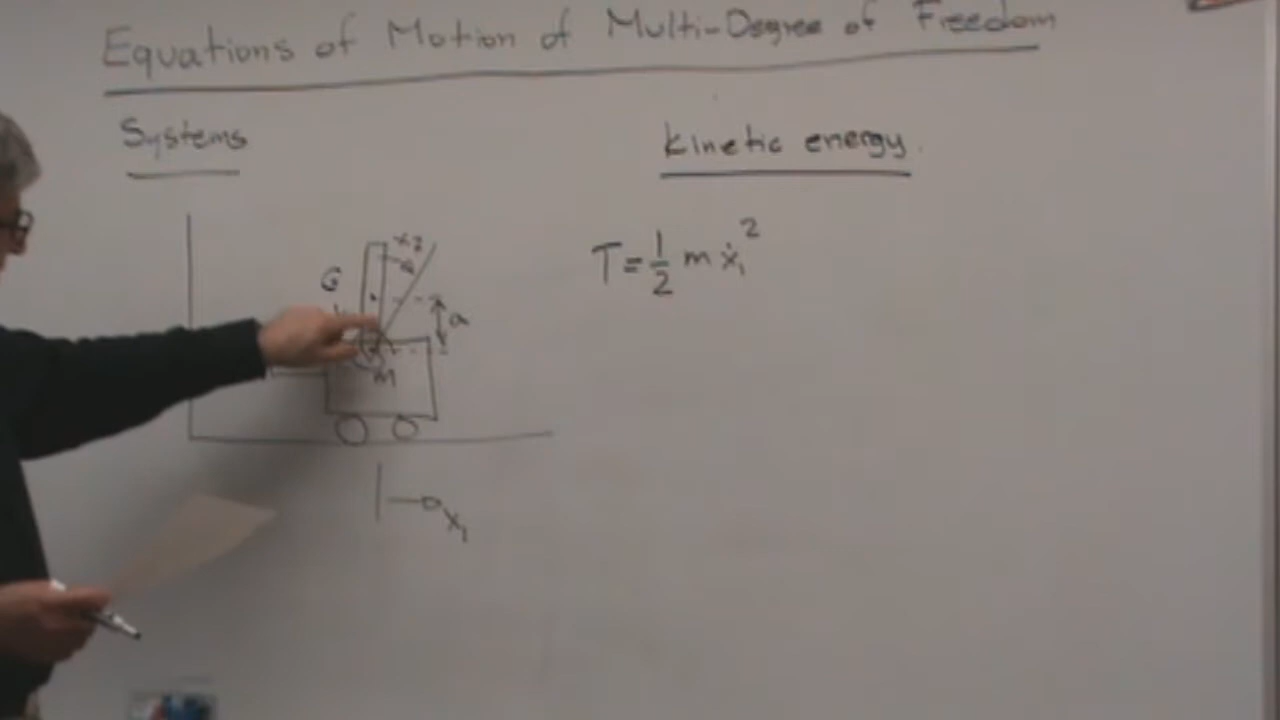 Equations of Motion of Multi-Degree of Freedom
Systems
Kinetic energy
T=1/2 m ẋ₁²
x₂
G
a
m
x₁